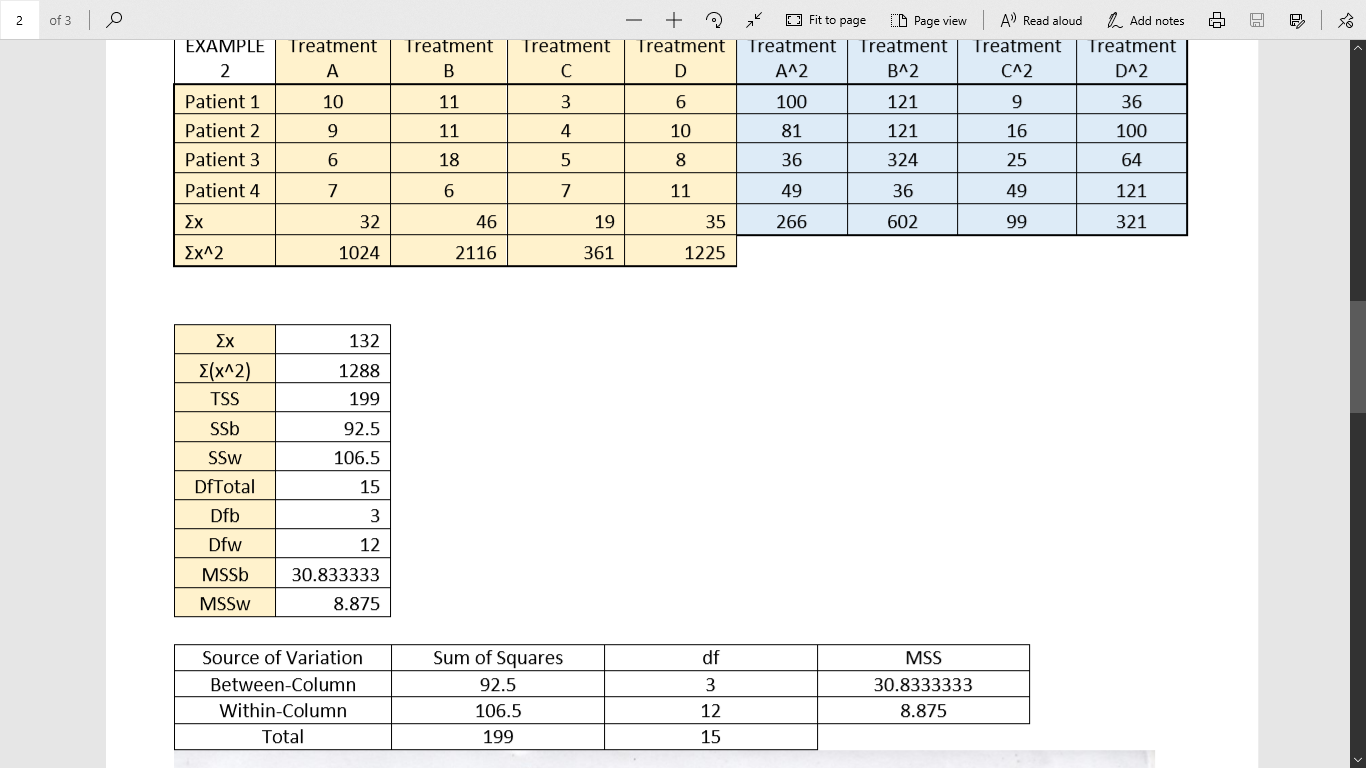 2 of 3 Fit to page Page view Read aloud Add notes
EXAMPLE 2 Treatment A Treatment B Treatment C Treatment D Treatment A^2 Treatment B^2 Treatment C^2 Treatment D^2
Patient 1 10 11 3 6 100 121 9 36
Patient 2 9 11 4 10 81 121 16 100
Patient 3 6 18 5 8 36 324 25 64
Patient 4 7 6 7 11 49 36 49 121
Σx 32 46 19 35 266 602 99 321
Σx^2 1024 2116 361 1225
Σx 132
Σ(x^2) 1288
TSS 199
SSb 92.5
SSw 106.5
DfTotal 15
Dfb 3
Dfw 12
MSSb 30.833333
MSSw 8.875
Source of Variation Sum of Squares df MSS
Between-Column 92.5 3 30.8333333
Within-Column 106.5 12 8.875
Total 199 15